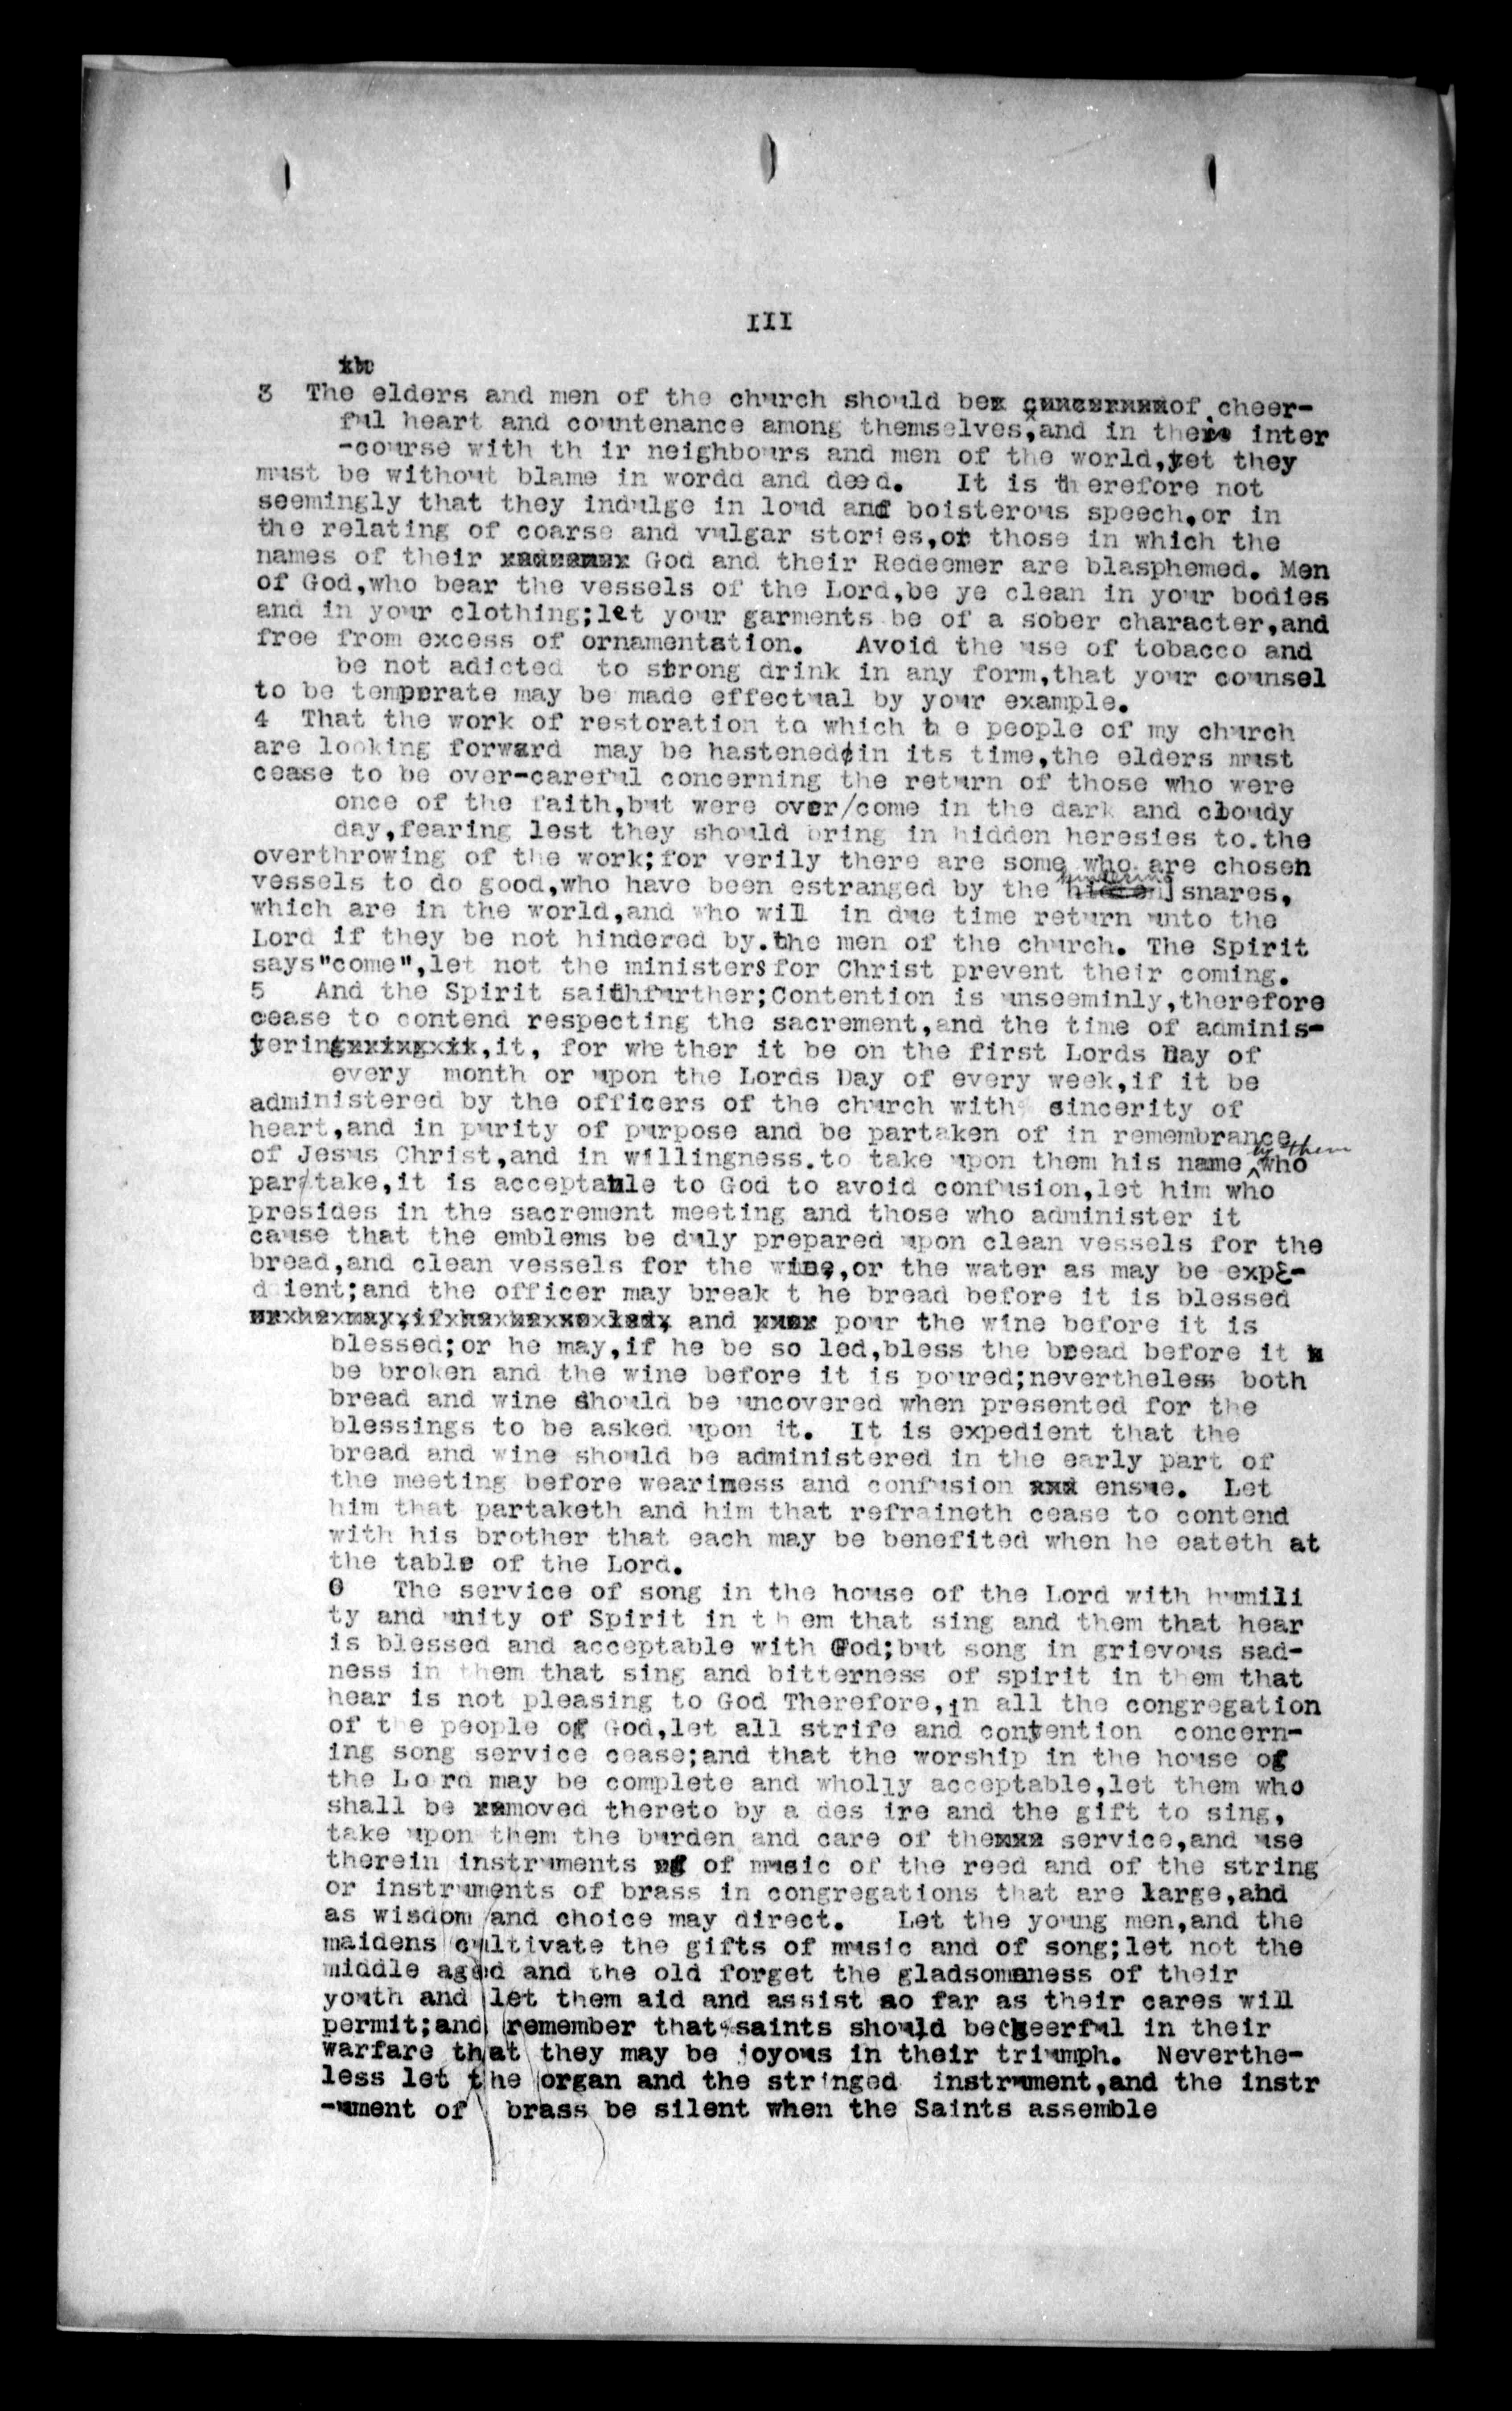 III
3 The elders and men of the church should be of cheer-
ful heart and countenance among themselves, and in there inter
-course with th ir neighbours and men of the world,yet they
must be without blame in wordd and deed. It is therefore not
seemingly that they indulge in loud and boisterous speech,or in
the relating of coarse and vulgar stories,or those in which the
names of their God and their Redeemer are blasphemed. Men
of God,who bear the vessels of the Lord,be ye clean in your bodies
and in your clothing;let your garments be of a sober character,and
free from excess of ornamentation. Avoid the use of tobacco and
be not adicted to strong drink in any form,that your counsel
to be temperate may be made effectual by your example.
4 That the work of restoration to which the people of my church
are looking forward may be hastened in its time,the elders must
cease to be over-careful concerning the return of those who were
once of the faith,but were over/come in the dark and cloudy
day,fearing lest they should bring in hidden heresies to.the
overthrowing of the work;for verily there are some who are chosen
vessels to do good,who have been estranged by the hindering snares,
which are in the world,and who will in due time return unto the
Lord if they be not hindered by.the men of the church. The Spirit
says"come",let not the ministers for Christ prevent their coming.
5 And the Spirit saithfurther;Contention is unseeminly,therefore
cease to contend respecting the sacrement,and the time of adminis-
tering,it, for whether it be on the first Lords Day of
every month or upon the Lords Day of every week,if it be
administered by the officers of the church with sincerity of
heart,and in purity of purpose and be partaken of in remembrance
of Jesus Christ,and in willingness.to take upon them his name by them who
par/take,it is acceptable to God to avoid confusion,let him who
presides in the sacrement meeting and those who administer it
cause that the emblems be duly prepared upon clean vessels for the
bread,and clean vessels for the wine,or the water as may be expe-
d ient;and the officer may break t he bread before it is blessed
and pour the wine before it is
blessed;or he may,if he be so led,bless the bread before it
be broken and the wine before it is poured;nevertheless both
bread and wine should be uncovered when presented for the
blessings to be asked upon it. It is expedient that the
bread and wine should be administered in the early part of
the meeting before weariness and confusion ensue. Let
him that partaketh and him that refraineth cease to contend
with his brother that each may be benefited when he eateth at
the table of the Lord.
6 The service of song in the house of the Lord with humili
ty and unity of Spirit in t h em that sing and them that hear
is blessed and acceptable with God;but song in grievous sad-
ness in them that sing and bitterness of spirit in them that
hear is not pleasing to God Therefore,in all the congregation
of t e people of God,let all strife and contention concern-
ing song service cease;and that the worship in the house of
the Lo rd may be complete and wholly acceptable,let them who
shall be moved thereto by a des ire and the gift to sing,
take upon them the burden and care of the service,and use
therein instruments of of music of the reed and of the string
or instruments of brass in congregations that are large,and
as wisdom and choice may direct. Let the young men,and the
maidens cultivate the gifts of music and of song;let not the
middle aged and the old forget the gladsomeness of their
youth and let them aid and assist so far as their cares will
permit;and remember that saints should becheerful in their
warfare that they may be joyous in their triumph. Neverthe-
less let the organ and the stringed instrument,and the instr
-ument of brass be silent when the Saints assemble